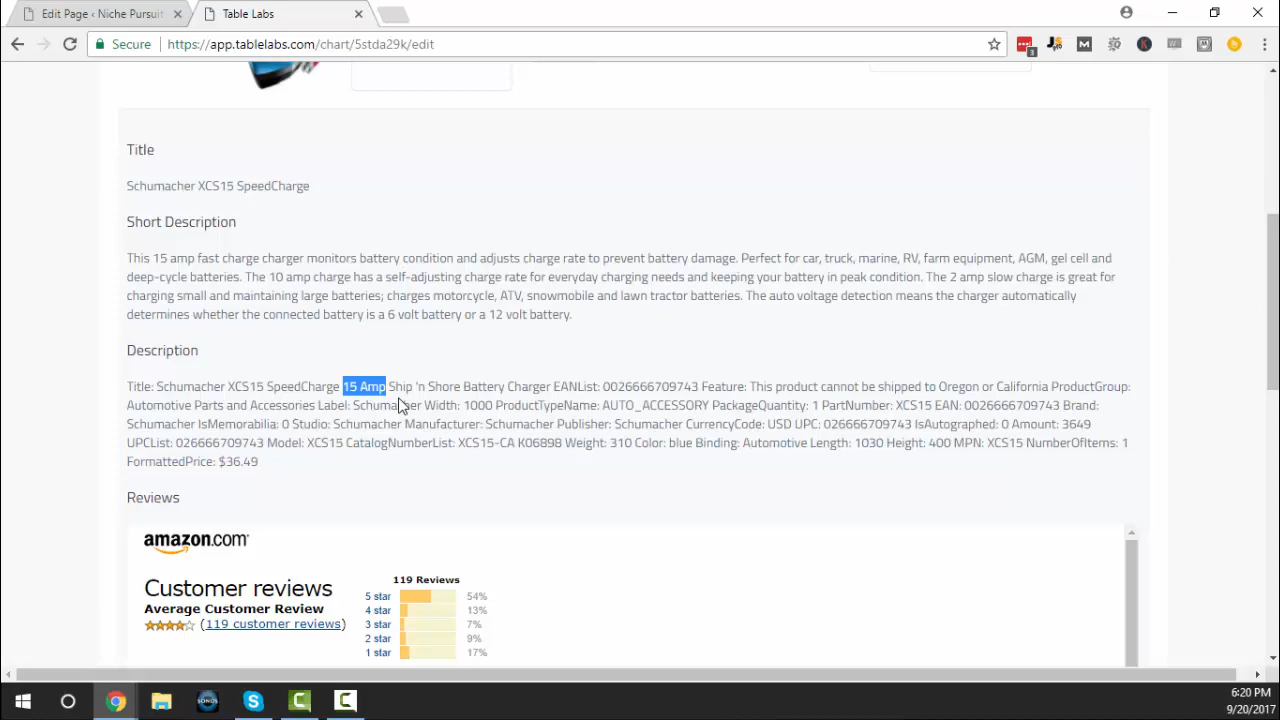 Edit Page ‹ Niche Pursuit
Table Labs
Secure
https://app.tablelabs.com/chart/5stda29k/edit
3
Title
Schumacher XCS15 SpeedCharge
Short Description
This 15 amp fast charge charger monitors battery condition and adjusts charge rate to prevent battery damage. Perfect for car, truck, marine, RV, farm equipment, AGM, gel cell and
deep-cycle batteries. The 10 amp charge has a self-adjusting charge rate for everyday charging needs and keeping your battery in peak condition. The 2 amp slow charge is great for
charging small and maintaining large batteries; charges motorcycle, ATV, snowmobile and lawn tractor batteries. The auto voltage detection means the charger automatically
determines whether the connected battery is a 6 volt battery or a 12 volt battery.
Description
Title: Schumacher XCS15 SpeedCharge 15 Amp Ship 'n Shore Battery Charger EANList: 0026666709743 Feature: This product cannot be shipped to Oregon or California ProductGroup:
Automotive Parts and Accessories Label: Schumacher Width: 1000 ProductTypeName: AUTO_ACCESSORY PackageQuantity: 1 PartNumber: XCS15 EAN: 0026666709743 Brand:
Schumacher IsMemorabilia: 0 Studio: Schumacher Manufacturer: Schumacher Publisher: Schumacher CurrencyCode: USD UPC: 026666709743 IsAutographed: 0 Amount: 3649
UPCList: 026666709743 Model: XCS15 CatalogNumberList: XCS15-CA K06898 Weight: 310 Color: blue Binding: Automotive Length: 1030 Height: 400 MPN: XCS15 NumberOfItems: 1
FormattedPrice: $36.49
Reviews
amazon.com
Customer reviews
Average Customer Review
(119 customer reviews)
119 Reviews
5 star 54%
4 star 13%
3 star 7%
2 star 9%
1 star 17%
SONOS
6:20 PM
9/20/2017